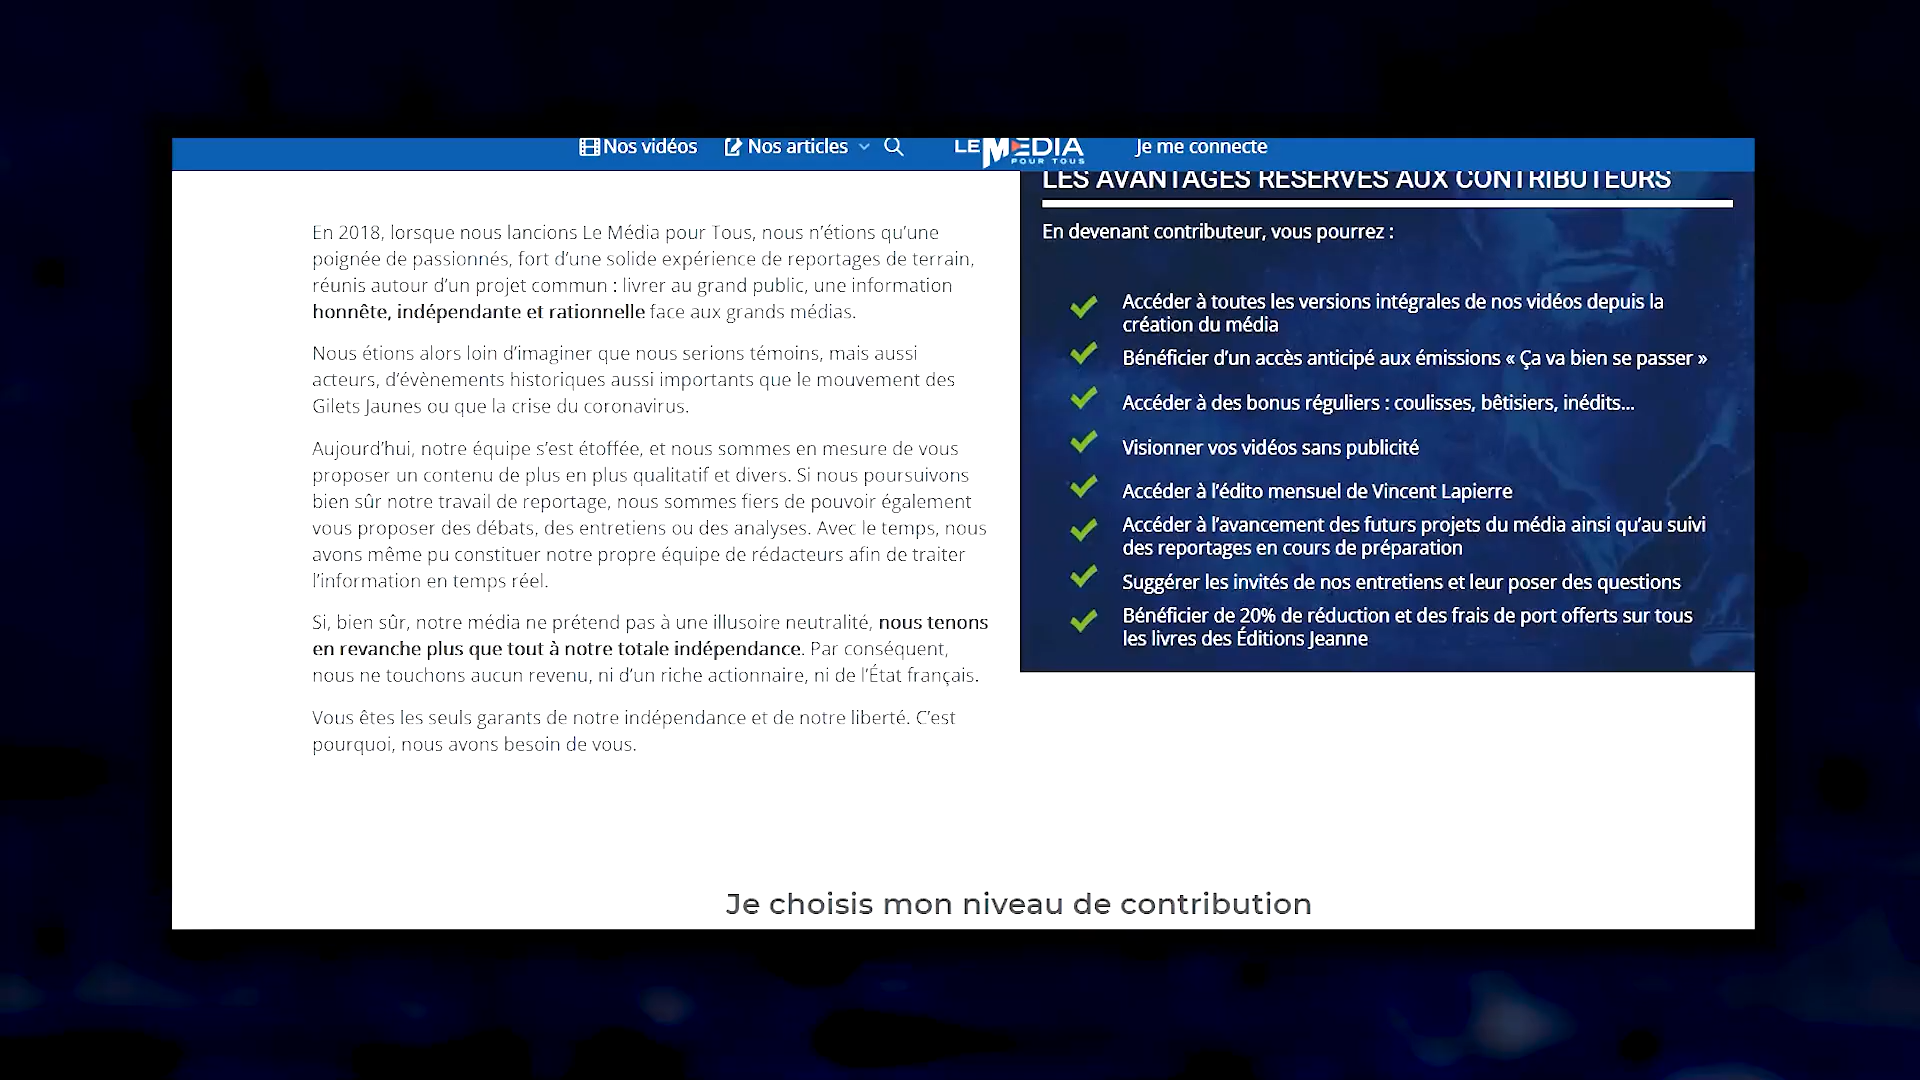 Nos vidéos
Nos articles
LE MEDIA
POUR TOUS
Je me connecte
En 2018, lorsque nous lancions Le Média pour Tous, nous n’étions qu’une
poignée de passionnés, fort d’une solide expérience de reportages de terrain,
réunis autour d’un projet commun : livrer au grand public, une information
honnête, indépendante et rationnelle face aux grands médias.
Nous étions alors loin d’imaginer que nous serions témoins, mais aussi
acteurs, d’évènements historiques aussi importants que le mouvement des
Gilets Jaunes ou que la crise du coronavirus.
Aujourd’hui, notre équipe s’est étoffée, et nous sommes en mesure de vous
proposer un contenu de plus en plus qualitatif et divers. Si nous poursuivons
bien sûr notre travail de reportage, nous sommes fiers de pouvoir également
vous proposer des débats, des entretiens ou des analyses. Avec le temps, nous
avons même pu constituer notre propre équipe de rédacteurs afin de traiter
l’information en temps réel.
Si, bien sûr, notre média ne prétend pas à une illusoire neutralité, nous tenons
en revanche plus que tout à notre totale indépendance. Par conséquent,
nous ne touchons aucun revenu, ni d’un riche actionnaire, ni de l’État français.
Vous êtes les seuls garants de notre indépendance et de notre liberté. C’est
pourquoi, nous avons besoin de vous.
LES AVANTAGES RÉSERVÉS AUX CONTRIBUTEURS
En devenant contributeur, vous pourrez :
Accéder à toutes les versions intégrales de nos vidéos depuis la
création du média
Bénéficier d’un accès anticipé aux émissions « Ça va bien se passer »
Accéder à des bonus réguliers : coulisses, bêtisiers, inédits...
Visionner vos vidéos sans publicité
Accéder à l’édito mensuel de Vincent Lapierre
Accéder à l’avancement des futurs projets du média ainsi qu’au suivi
des reportages en cours de préparation
Suggérer les invités de nos entretiens et leur poser des questions
Bénéficier de 20% de réduction et des frais de port offerts sur tous
les livres des Éditions Jeanne
Je choisis mon niveau de contribution